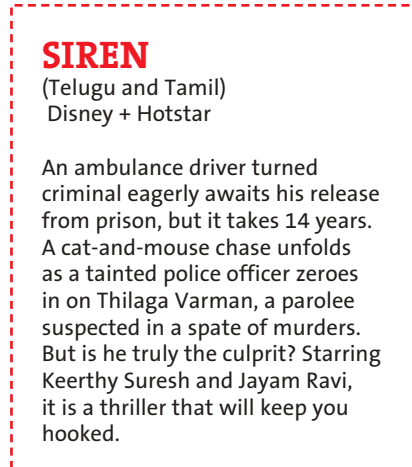 SIREN
(Telugu and Tamil)
Disney + Hotstar
An ambulance driver turned
criminal eagerly awaits his release
from prison, but it takes 14 years.
A cat-and-mouse chase unfolds
as a tainted police officer zeroes
in on Thilaga Varman, a parolee
suspected in a spate of murders.
But is he truly the culprit? Starring
Keerthy Suresh and Jayam Ravi,
it is a thriller that will keep you
hooked.